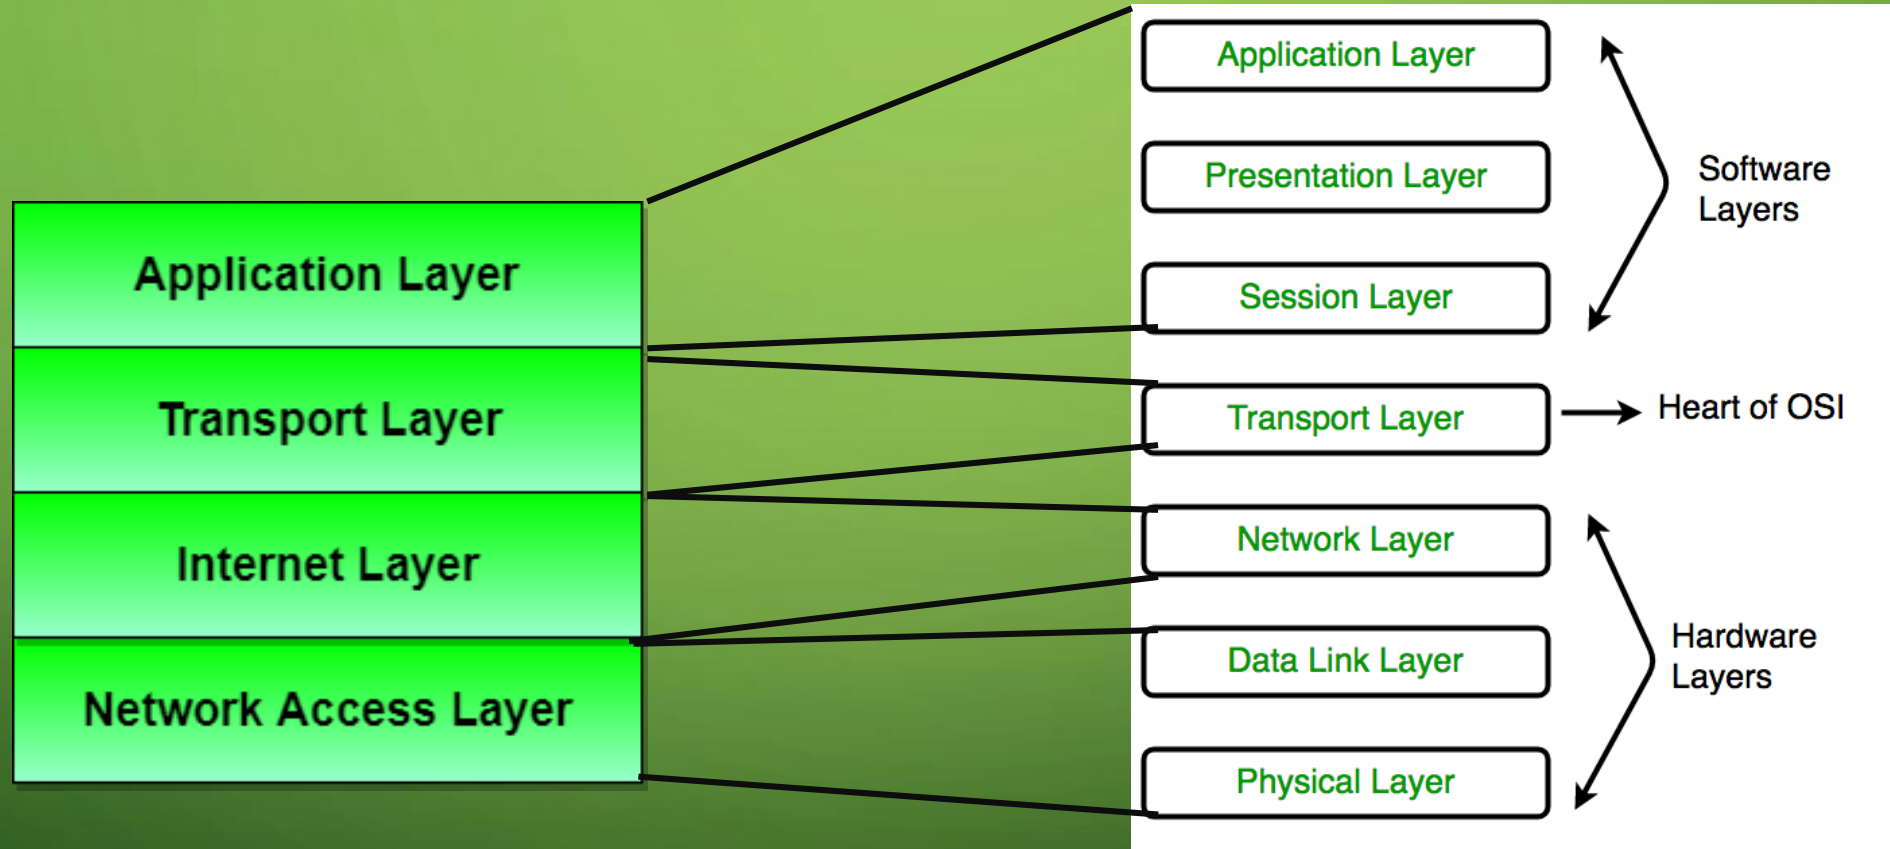 Application Layer
Transport Layer
Internet Layer
Network Access Layer
Application Layer
Presentation Layer
Session Layer
Transport Layer
Network Layer
Data Link Layer
Physical Layer
Software
Layers
Heart of OSI
Hardware
Layers